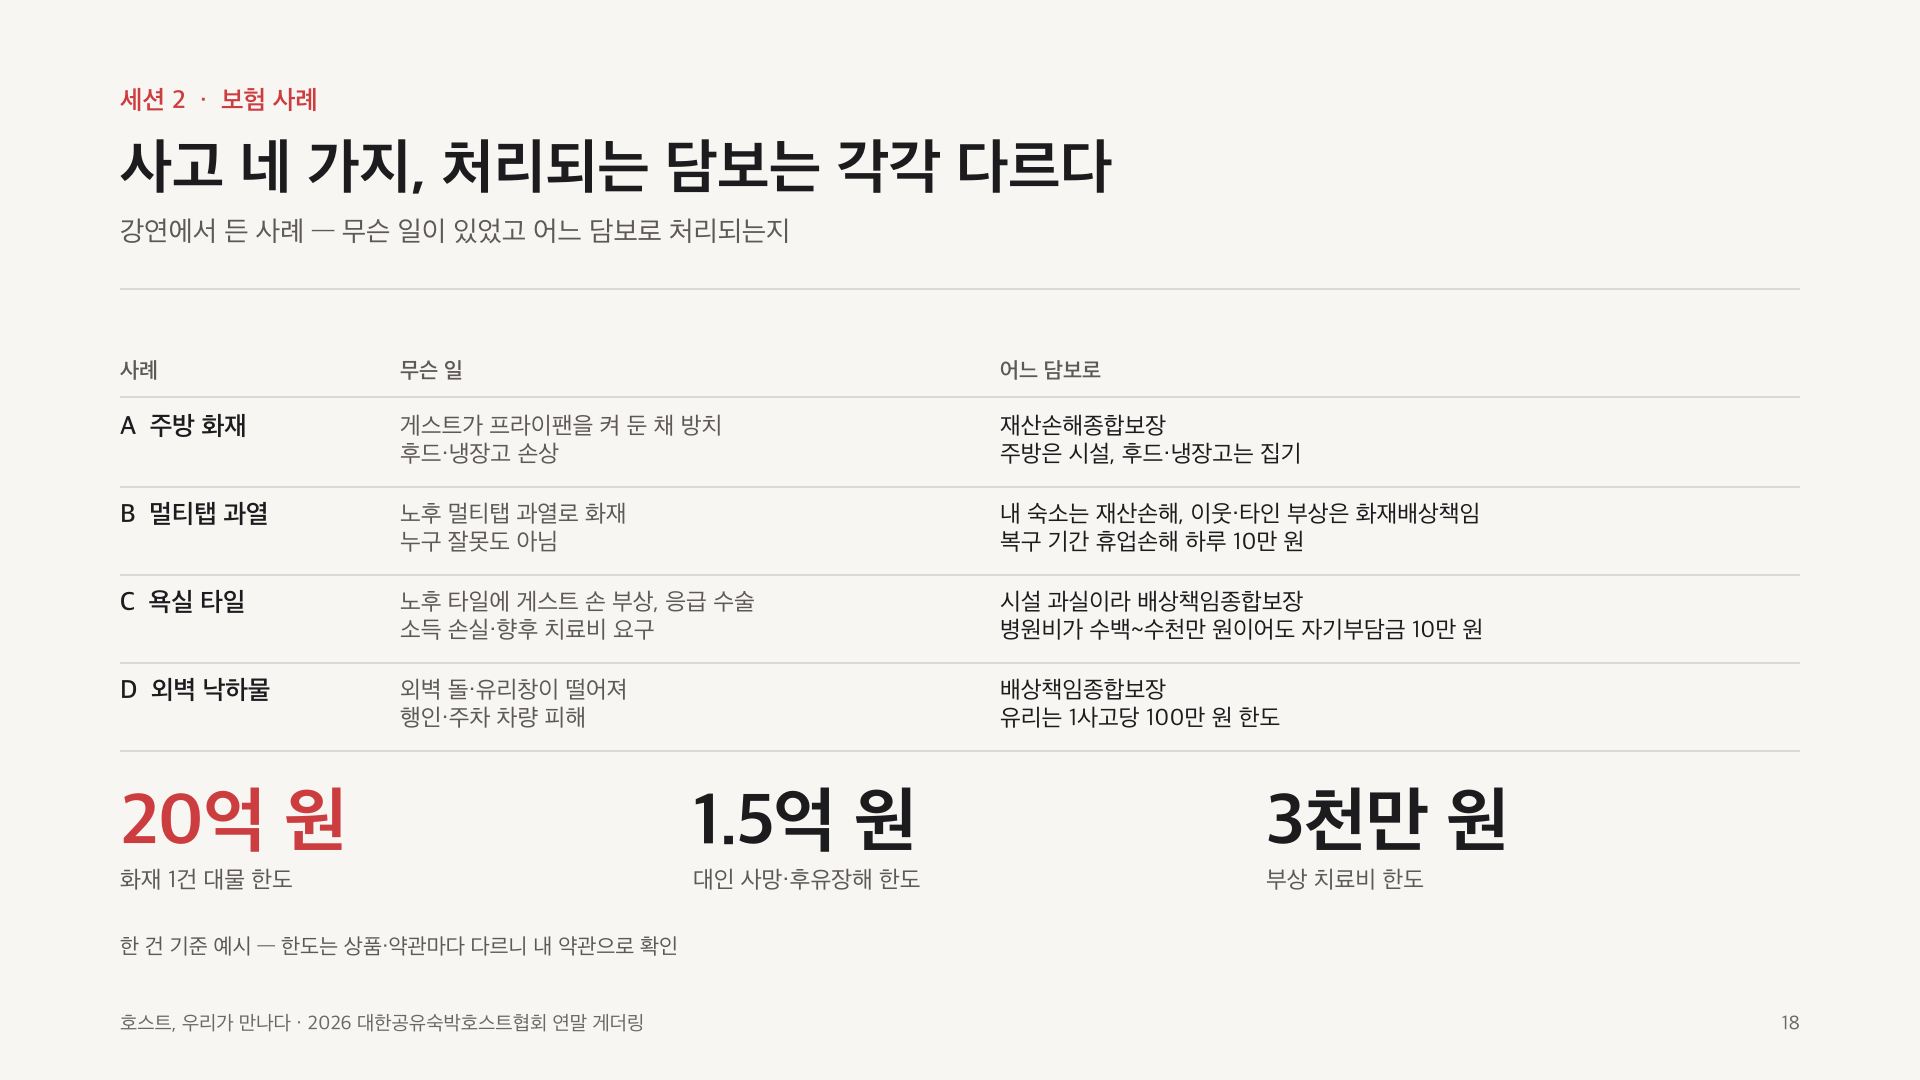 세션 2 · 보험 사례
사고 네 가지, 처리되는 담보는 각각 다르다
강연에서 든 사례 — 무슨 일이 있었고 어느 담보로 처리되는지
사례 무슨 일 어느 담보로
A 주방 화재
게스트가 프라이팬을 켜 둔 채 방치
후드·냉장고 손상
재산손해종합보장
주방은 시설, 후드·냉장고는 집기
B 멀티탭 과열
노후 멀티탭 과열로 화재
누구 잘못도 아님
내 숙소는 재산손해, 이웃·타인 부상은 화재배상책임
복구 기간 휴업손해 하루 10만 원
C 욕실 타일
노후 타일에 게스트 손 부상, 응급 수술
소득 손실·향후 치료비 요구
시설 과실이라 배상책임종합보장
병원비가 수백~수천만 원이어도 자기부담금 10만 원
D 외벽 낙하물
외벽 돌·유리창이 떨어져
행인·주차 차량 피해
배상책임종합보장
유리는 1사고당 100만 원 한도
20억 원
화재 1건 대물 한도
1.5억 원
대인 사망·후유장해 한도
3천만 원
부상 치료비 한도
한 건 기준 예시 — 한도는 상품·약관마다 다르니 내 약관으로 확인
호스트, 우리가 만나다 · 2026 대한공유숙박호스트협회 연말 게더링
18